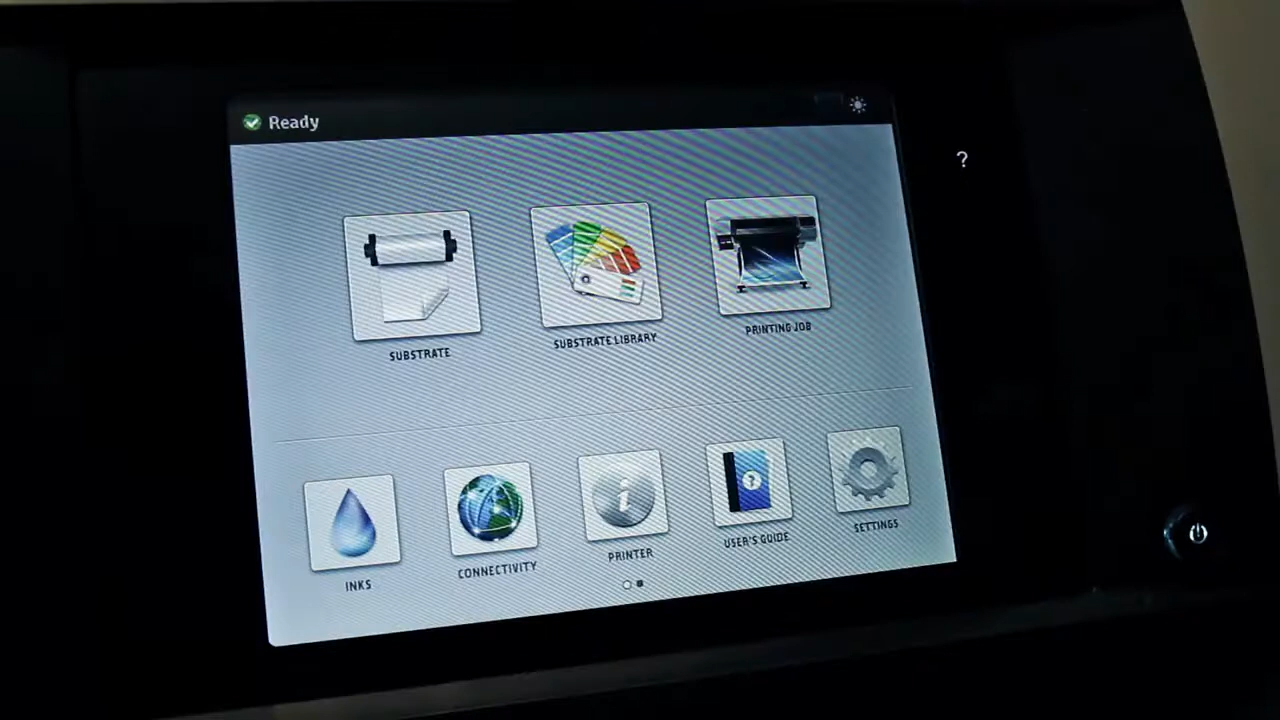 Ready
?
SUBSTRATE
SUBSTRATE LIBRARY
PRINTING JOB
INKS
CONNECTIVITY
PRINTER
USER'S GUIDE
SETTINGS